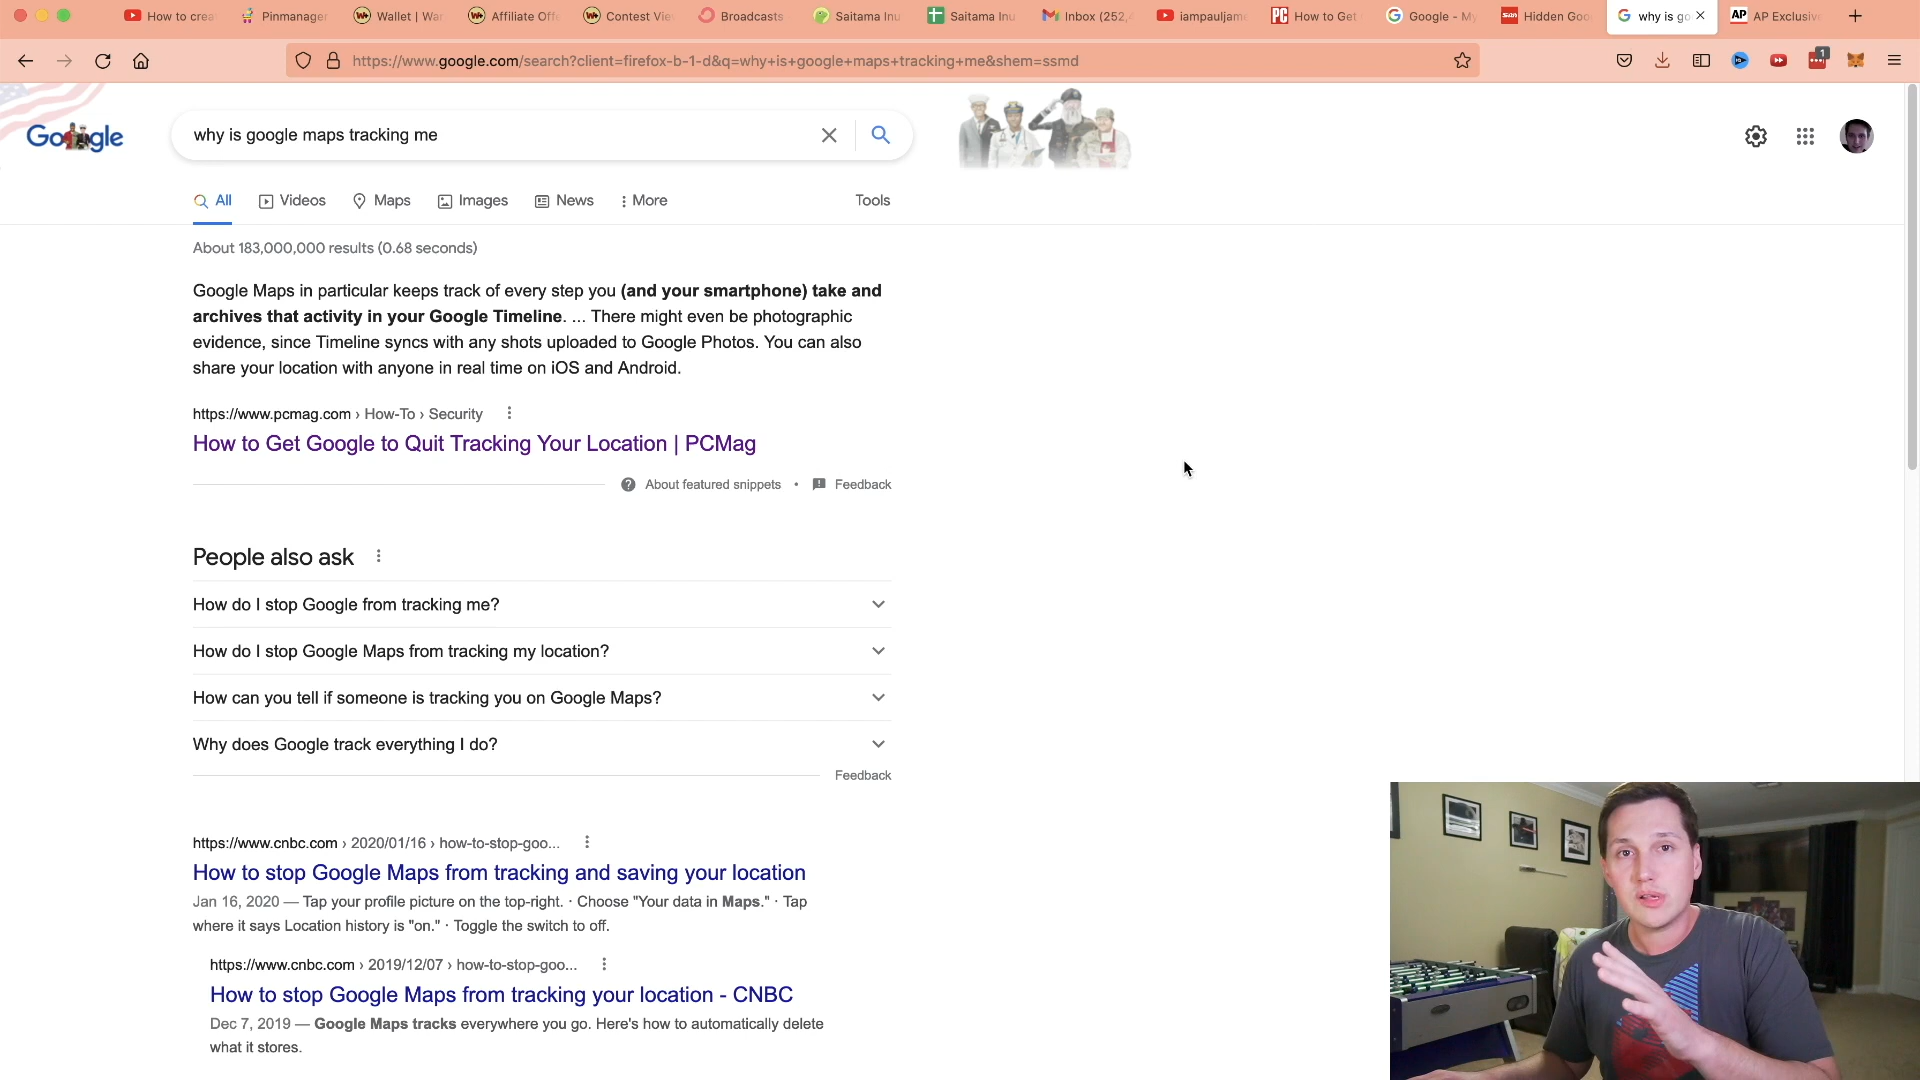 How to crea
Pinmanager
Wallet | Wa
Affiliate Off
Contest Vie
Broadcasts
Saitama Inu
Saitama Inu
Inbox (252,
iampauljam
PC
How to Get
Google - My
Hidden Goo
why is go
AP
AP Exclusiv
https://www.google.com/search?client=firefox-b-1-d&q=why+is+google+maps+tracking+me&shem=ssmd
1
Google
why is google maps tracking me
All
Videos
Maps
Images
News
More
Tools
About 183,000,000 results (0.68 seconds)
Google Maps in particular keeps track of every step you (and your smartphone) take and
archives that activity in your Google Timeline. ... There might even be photographic
evidence, since Timeline syncs with any shots uploaded to Google Photos. You can also
share your location with anyone in real time on iOS and Android.
https://www.pcmag.com › How-To › Security
How to Get Google to Quit Tracking Your Location | PCMag
About featured snippets • Feedback
People also ask
How do I stop Google from tracking me?
How do I stop Google Maps from tracking my location?
How can you tell if someone is tracking you on Google Maps?
Why does Google track everything I do?
Feedback
https://www.cnbc.com › 2020/01/16 › how-to-stop-goo...
How to stop Google Maps from tracking and saving your location
Jan 16, 2020 — Tap your profile picture on the top-right. · Choose "Your data in Maps." · Tap
where it says Location history is "on." · Toggle the switch to off.
https://www.cnbc.com › 2019/12/07 › how-to-stop-goo...
How to stop Google Maps from tracking your location - CNBC
Dec 7, 2019 — Google Maps tracks everywhere you go. Here's how to automatically delete
what it stores.